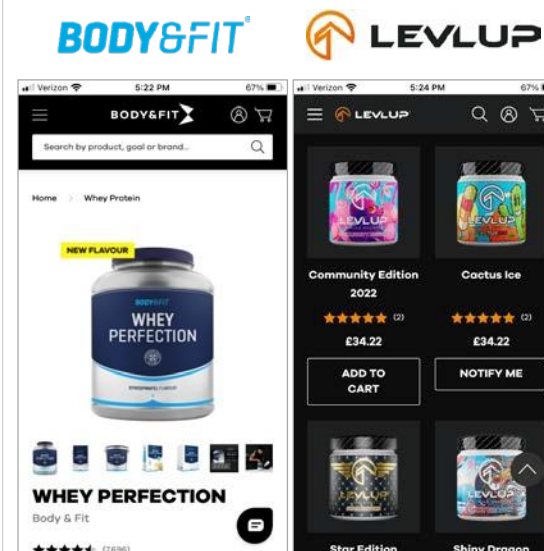 BODY&FIT®
LEVLUP
Verizon 5:22 PM 67%
BODY&FIT
Search by product, goal or brand...
Home > Whey Protein
NEW FLAVOUR
BODY&FIT
WHEY
PERFECTION
WHEY PERFECTION
Body & Fit
(7696)
Verizon 5:24 PM 67%
LEVLUP
LEVLUP
LEVLUP
Community Edition
2022
(2)
£34.22
ADD TO
CART
Cactus Ice
(2)
£34.22
NOTIFY ME
LEVLUP
LEVLUP
Star Edition
Shiny Dragon